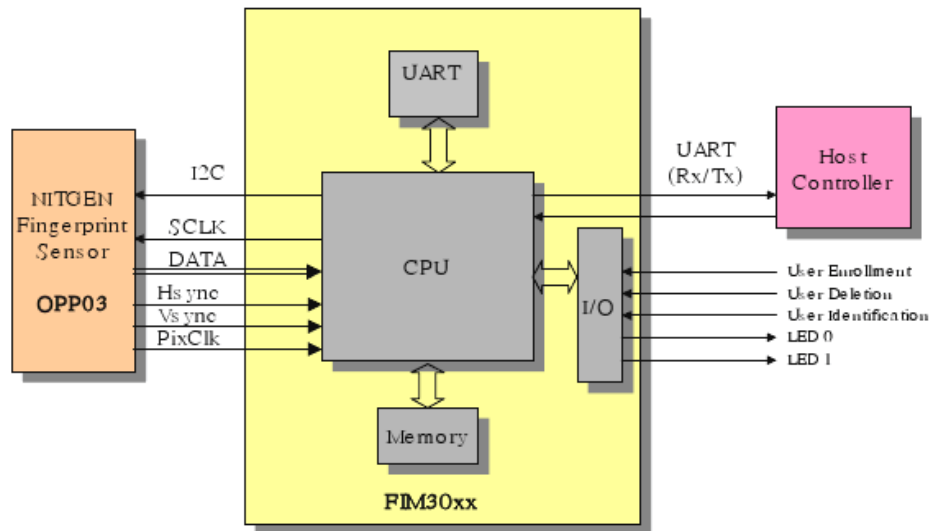 UART
NITGEN
Fingerprint
Sensor
OPP03
I2C
SCLK
DATA
Hsync
Vsync
PixClk
CPU
I/O
Memory
FIM30xx
UART
(Rx/Tx)
Host
Controller
User Enrollment
User Deletion
User Identification
LED 0
LED 1